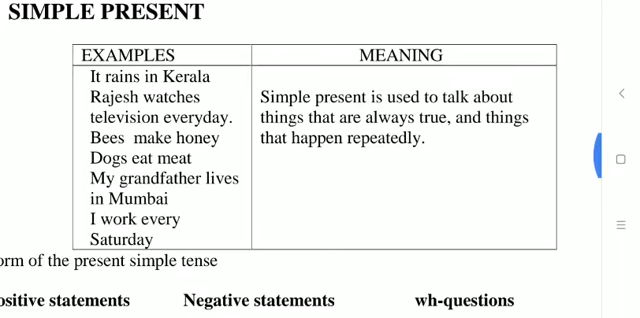 SIMPLE PRESENT
EXAMPLES MEANING
It rains in Kerala
Rajesh watches
television everyday.
Bees make honey
Dogs eat meat
My grandfather lives
in Mumbai
I work every
Saturday
Simple present is used to talk about
things that are always true, and things
that happen repeatedly.
orm of the present simple tense
ositive statements Negative statements wh-questions